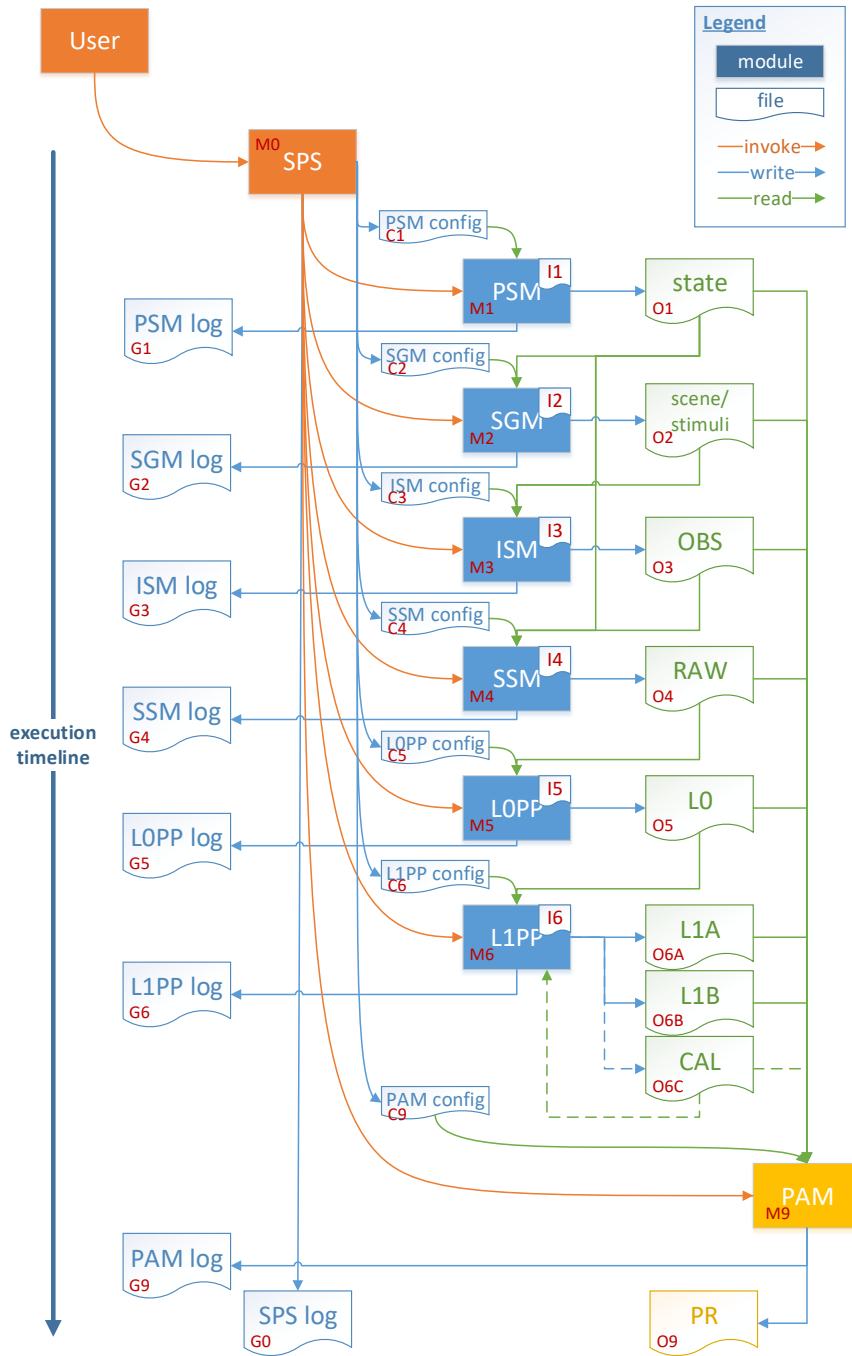 User
Legend
module
file
invoke
write
read
M0
SPS
PSM config
C1
I1
PSM
M1
state
O1
PSM log
G1
SGM config
C2
I2
SGM
M2
scene/
stimuli
O2
SGM log
G2
ISM config
C3
I3
ISM
M3
OBS
O3
ISM log
G3
SSM config
C4
I4
SSM
M4
RAW
O4
SSM log
G4
execution
timeline
L0PP config
C5
I5
L0PP
M5
L0
O5
L0PP log
G5
L1PP config
C6
I6
L1PP
M6
L1A
O6A
L1PP log
G6
L1B
O6B
CAL
O6C
PAM config
C9
PAM
M9
PAM log
G9
SPS log
G0
PR
O9